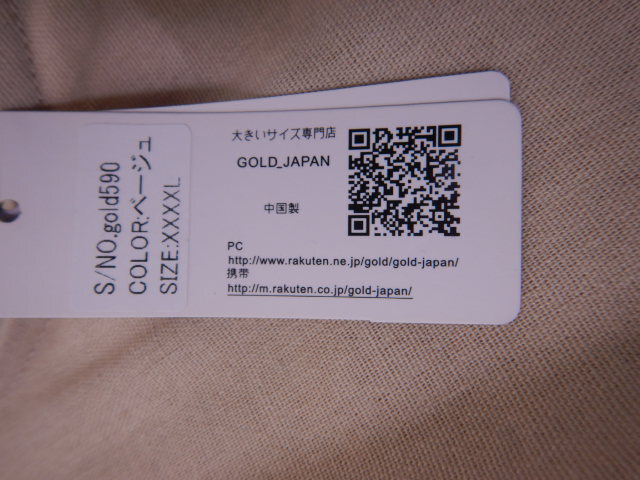 S/NO.gold590
COLOR:ベージュ
SIZE:XXXXL
大きいサイズ専門店
GOLD_JAPAN
中国製
PC
http://www.rakuten.ne.jp/gold/gold-japan/
携帯
http://m.rakuten.co.jp/gold-japan/